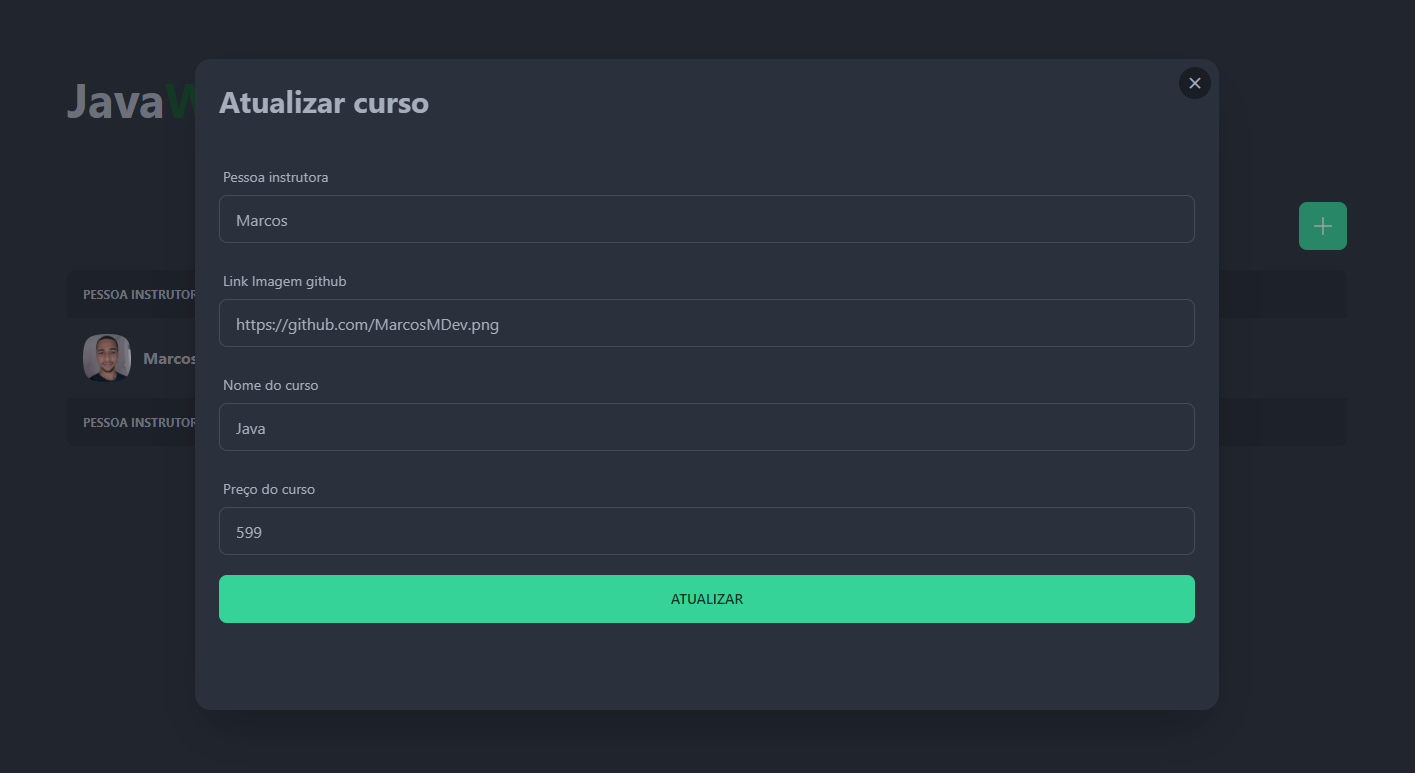 Java
Atualizar curso
Pessoa instrutora
Marcos
Link Imagem github
https://github.com/MarcosMDev.png
Nome do curso
Java
Preço do curso
599
ATUALIZAR
PESSOA INSTRUTOR
Marcos
PESSOA INSTRUTOR